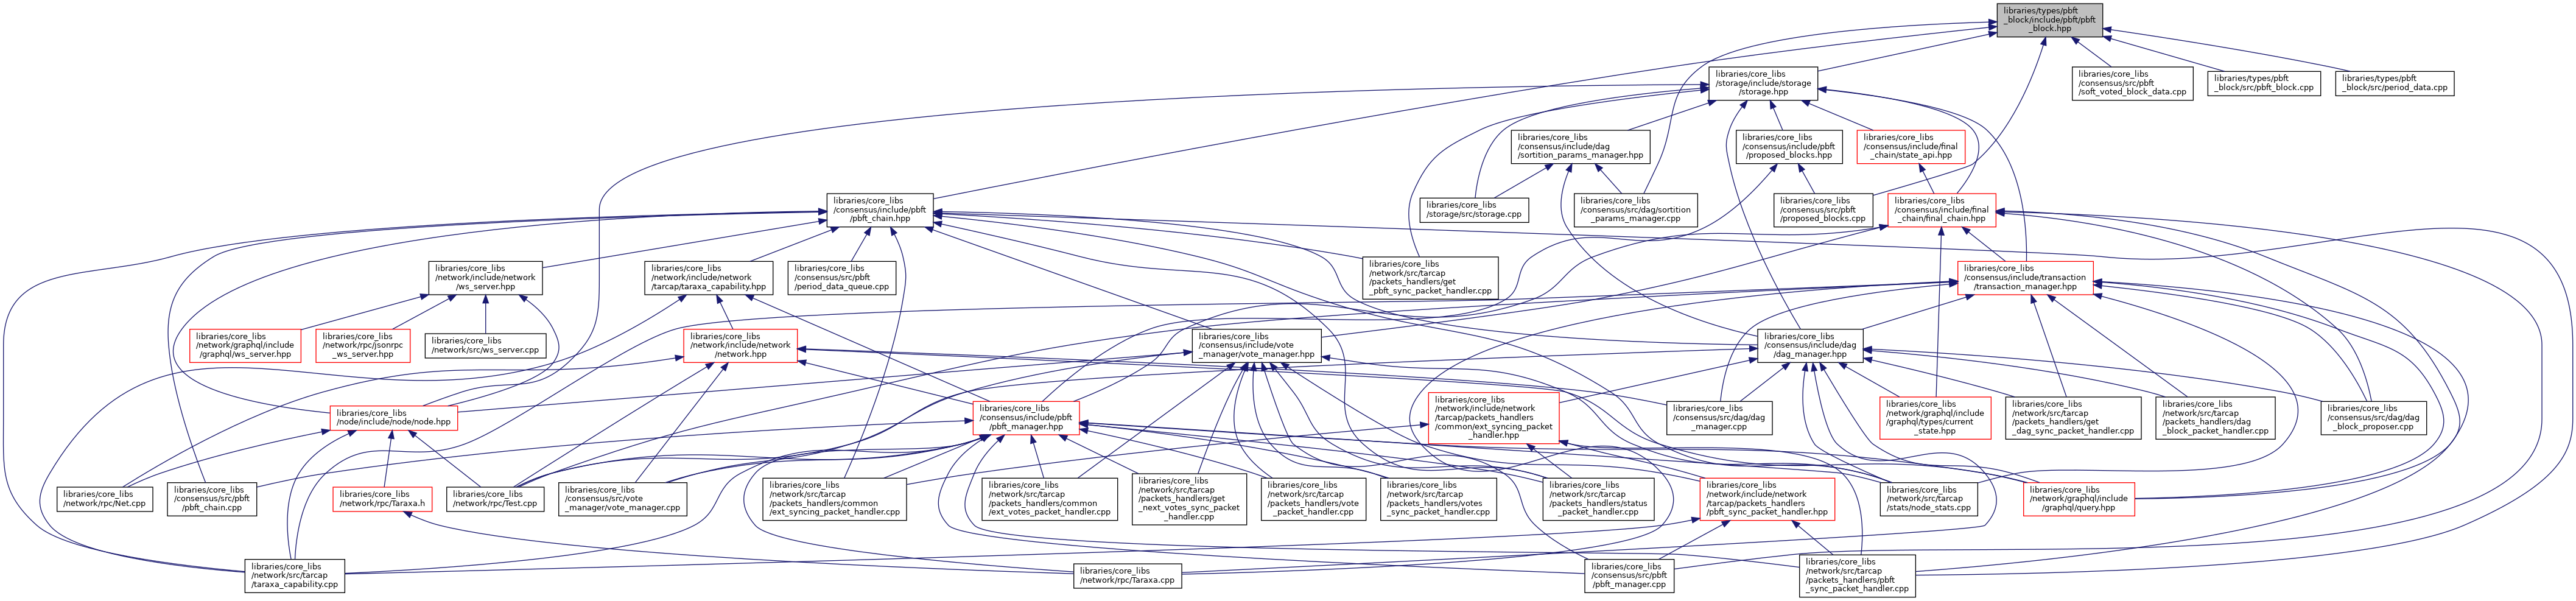 libraries/types/pbft
_block/include/pbft/pbft
_block.hpp
libraries/core_libs
/storage/include/storage
/storage.hpp
libraries/core_libs
/consensus/src/pbft
/soft_voted_block_data.cpp
libraries/types/pbft
_block/src/pbft_block.cpp
libraries/types/pbft
_block/src/period_data.cpp
libraries/core_libs
/consensus/include/dag
/sortition_params_manager.hpp
libraries/core_libs
/consensus/include/pbft
/proposed_blocks.hpp
libraries/core_libs
/consensus/include/final
_chain/state_api.hpp
libraries/core_libs
/consensus/include/pbft
/pbft_chain.hpp
libraries/core_libs
/storage/src/storage.cpp
libraries/core_libs
/consensus/src/dag/sortition
_params_manager.cpp
libraries/core_libs
/consensus/src/pbft
/proposed_blocks.cpp
libraries/core_libs
/consensus/include/final
_chain/final_chain.hpp
libraries/core_libs
/network/include/network
/ws_server.hpp
libraries/core_libs
/network/include/network
/tarcap/taraxa_capability.hpp
libraries/core_libs
/consensus/src/pbft
/period_data_queue.cpp
libraries/core_libs
/network/src/tarcap
/packets_handlers/get
_pbft_sync_packet_handler.cpp
libraries/core_libs
/consensus/include/transaction
/transaction_manager.hpp
libraries/core_libs
/network/graphql/include
/graphql/ws_server.hpp
libraries/core_libs
/network/rpc/jsonrpc
_ws_server.hpp
libraries/core_libs
/network/src/ws_server.cpp
libraries/core_libs
/network/include/network
/network.hpp
libraries/core_libs
/consensus/include/vote
_manager/vote_manager.hpp
libraries/core_libs
/consensus/include/dag
/dag_manager.hpp
libraries/core_libs
/node/include/node/node.hpp
libraries/core_libs
/consensus/include/pbft
/pbft_manager.hpp
libraries/core_libs
/network/include/network
/tarcap/packets_handlers
/common/ext_syncing_packet
_handler.hpp
libraries/core_libs
/consensus/src/dag/dag
_manager.cpp
libraries/core_libs
/network/graphql/include
/graphql/types/current
_state.hpp
libraries/core_libs
/network/src/tarcap
/packets_handlers/get
_dag_sync_packet_handler.cpp
libraries/core_libs
/network/src/tarcap
/packets_handlers/dag
_block_packet_handler.cpp
libraries/core_libs
/consensus/src/dag/dag
_block_proposer.cpp
libraries/core_libs
/network/rpc/Net.cpp
libraries/core_libs
/consensus/src/pbft
/pbft_chain.cpp
libraries/core_libs
/network/rpc/Taraxa.h
libraries/core_libs
/network/rpc/Test.cpp
libraries/core_libs
/consensus/src/vote
_manager/vote_manager.cpp
libraries/core_libs
/network/src/tarcap
/packets_handlers/common
/ext_syncing_packet_handler.cpp
libraries/core_libs
/network/src/tarcap
/packets_handlers/common
/ext_votes_packet_handler.cpp
libraries/core_libs
/network/src/tarcap
/packets_handlers/get
_next_votes_sync_packet
_handler.cpp
libraries/core_libs
/network/src/tarcap
/packets_handlers/vote
_packet_handler.cpp
libraries/core_libs
/network/src/tarcap
/packets_handlers/votes
_sync_packet_handler.cpp
libraries/core_libs
/network/src/tarcap
/packets_handlers/status
_packet_handler.cpp
libraries/core_libs
/network/include/network
/tarcap/packets_handlers
/pbft_sync_packet_handler.hpp
libraries/core_libs
/network/src/tarcap
/stats/node_stats.cpp
libraries/core_libs
/network/graphql/include
/graphql/query.hpp
libraries/core_libs
/network/src/tarcap
/taraxa_capability.cpp
libraries/core_libs
/network/rpc/Taraxa.cpp
libraries/core_libs
/consensus/src/pbft
/pbft_manager.cpp
libraries/core_libs
/network/src/tarcap
/packets_handlers/pbft
_sync_packet_handler.cpp